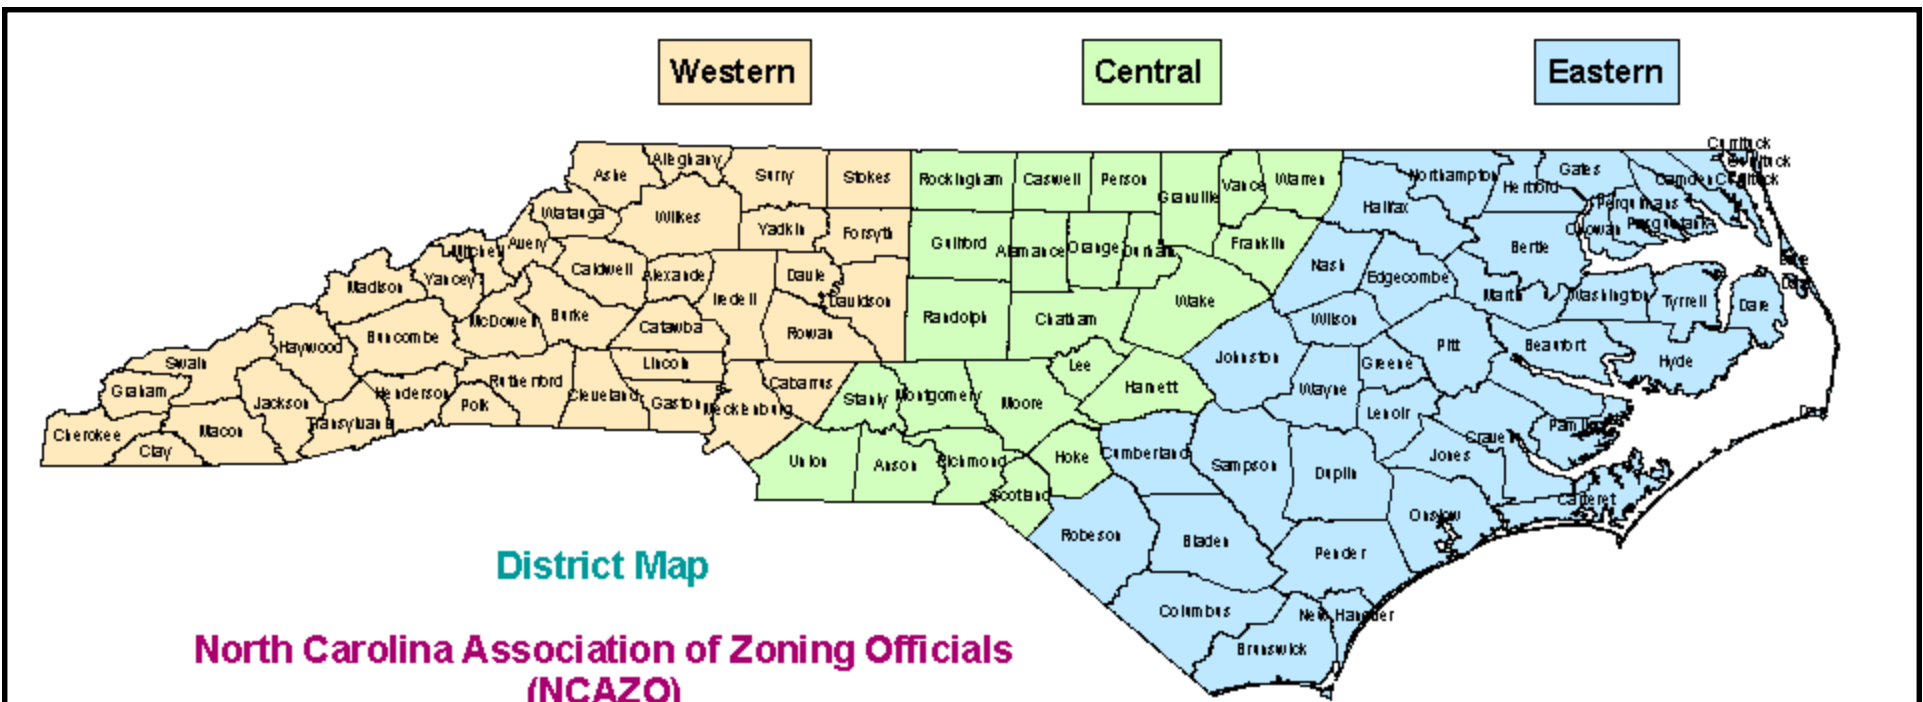 Western Central Eastern
Currituck
Ashe Alleghany Surry Stokes Rockingham Caswell Person Granville Vance Warren Northampton Hertford Gates Camden Currituck
Watauga Wilkes Yadkin Forsyth Guilford Alamance Orange Durham Franklin Halifax Bertie Chowan Perquimans Pasquotank
Mitchell Avery Caldwell Alexande Iredell Davie Davidson Nash Edgecombe Martin Washington Tyrrell Dare
Madison Yancey McDowell Burke Catawba Rowan Randolph Chatham Wake Wilson
Swain Haywood Buncombe Lincoln Cabarrus Lee Harnett Johnston Greene Pitt Beaufort Hyde
Graham Jackson Henderson Rutherford Polk Cleveland Gaston Mecklenburg Stanly Montgomery Moore Wayne Lenoir Dare
Cherokee Clay Macon Transylvania Union Anson Richmond Hoke Cumberland Sampson Duplin Jones Craven Pamlico
Scotland Robeson Bladen Pender Onslow Carteret
Columbus New Hanover
Brunswick
District Map
North Carolina Association of Zoning Officials
(NCAZO)